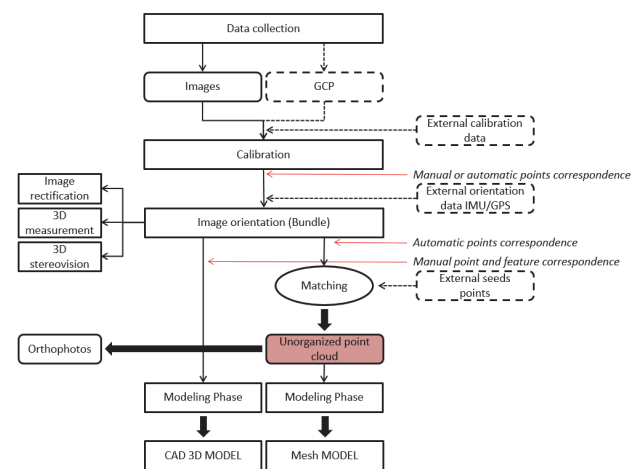 Data collection
Images
GCP
External calibration
data
Calibration
Manual or automatic points correspondence
Image
rectification
External orientation
data IMU/GPS
3D
measurement
Image orientation (Bundle)
3D
stereovision
Automatic points correspondence
Manual point and feature correspondence
Matching
External seeds
points
Orthophotos
Unorganized point
cloud
Modeling Phase
Modeling Phase
CAD 3D MODEL
Mesh MODEL